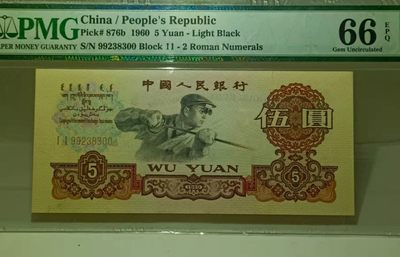 PMG
PAPER MONEY GUARANTY
China / People's Republic
Pick# 876b 1960 5 Yuan - Light Black
S/N 99238300 Block 11 - 2 Roman Numerals
66
EPQ
Gem Uncirculated
中国人民银行
伍圓
I I 99238300
WU YUAN
5
5